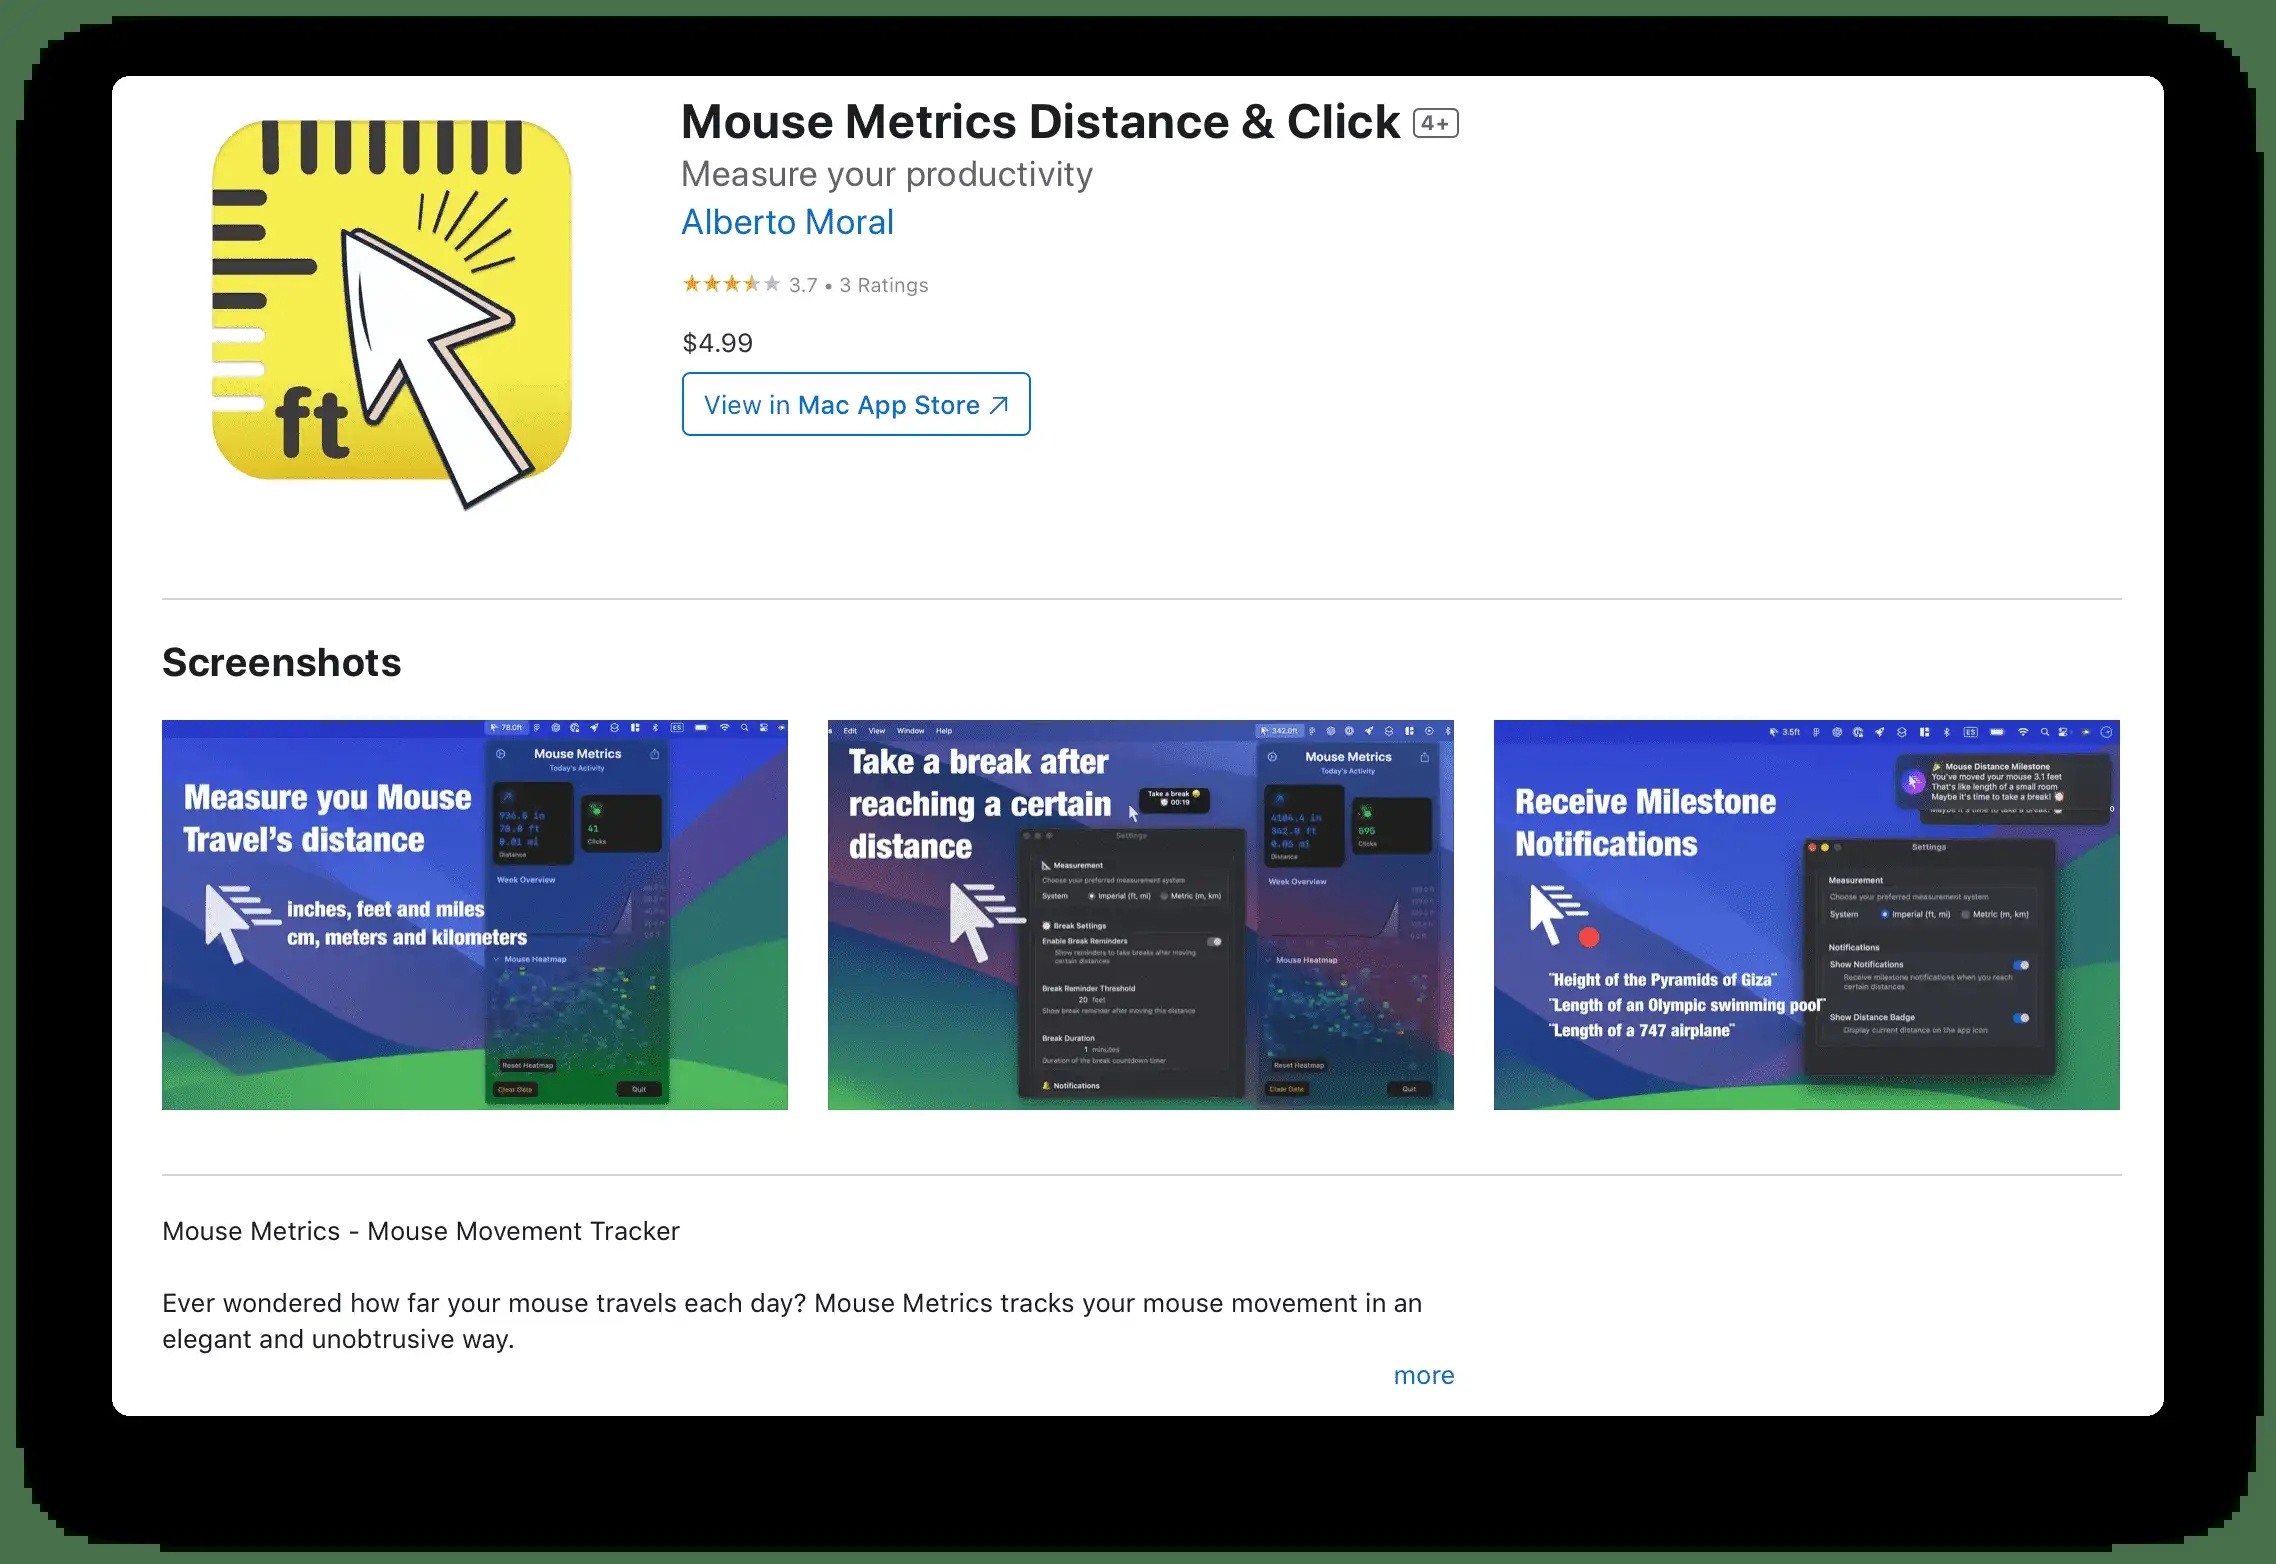 Mouse Metrics Distance & Click 4+
Measure your productivity
Alberto Moral
3.7 • 3 Ratings
$4.99
View in Mac App Store ↗
ft
Screenshots
78.0ft
ES
Measure you Mouse
Travel's distance
inches, feet and miles
cm, meters and kilometers
Mouse Metrics
Today's Activity
936.5 in
78.0 ft
0.01 mi
Distance
41
Clicks
Week Overview
Mouse Heatmap
Reset Heatmap
Clear Data
Quit
Edit View Window Help
342.0ft
Take a break after
reaching a certain
distance
Take a break
00:19
Settings
Measurement
Choose your preferred measurement system
System Imperial (ft, mi) Metric (m, km)
Break Settings
Enable Break Reminders
Show reminders to take breaks after moving
certain distances
Break Reminder Threshold
20 feet
Show break reminder after moving this distance
Break Duration
1 minutes
Duration of the break countdown timer
Notifications
Mouse Metrics
Today's Activity
4104.4 in
342.0 ft
0.06 mi
Distance
595
Clicks
Week Overview
Mouse Heatmap
Reset Heatmap
Clear Data
Quit
3.5ft
ES
Receive Milestone
Notifications
"Height of the Pyramids of Giza"
"Length of an Olympic swimming pool"
"Length of a 747 airplane"
Mouse Distance Milestone
You've moved your mouse 3.1 feet
That's like length of a small room
Maybe it's time to take a break!
Settings
Measurement
Choose your preferred measurement system
System Imperial (ft, mi) Metric (m, km)
Notifications
Show Notifications
Receive milestone notifications when you reach
certain distances
Show Distance Badge
Display current distance on the app icon
Mouse Metrics - Mouse Movement Tracker
Ever wondered how far your mouse travels each day? Mouse Metrics tracks your mouse movement in an
elegant and unobtrusive way.
more